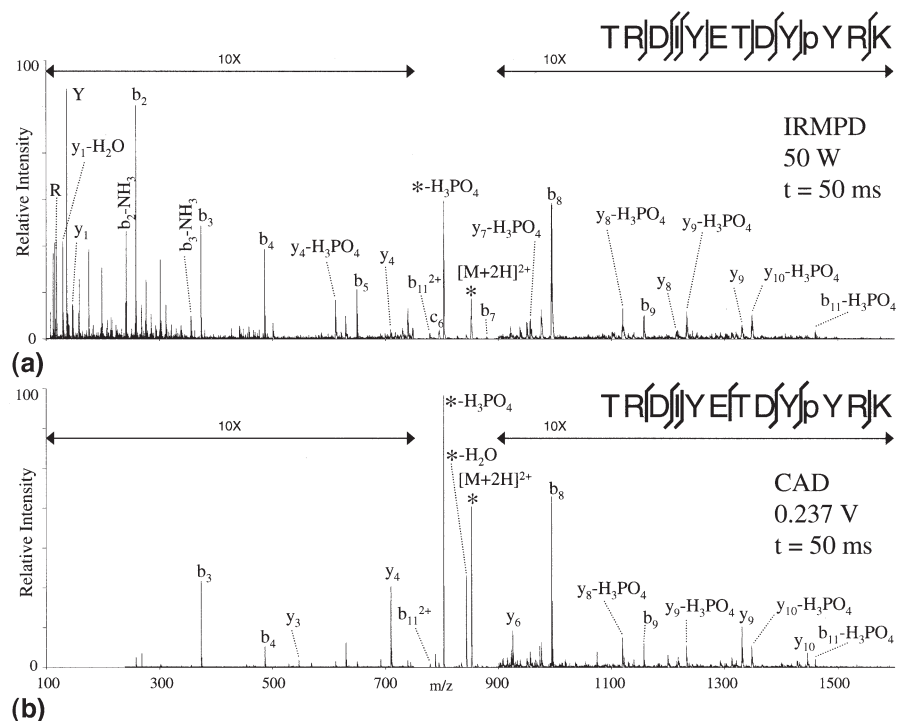 TRDIYETDYpYRK
100
10X
10X
Y
b2
y1-H2O
R
b2-NH3
y1
b3-NH3
b3
b4
y4-H3PO4
b5
y4
b11 2+
c6
*-H3PO4
[M+2H]2+
*
b7
y7-H3PO4
b8
y8-H3PO4
y9-H3PO4
y8
b9
y9
y10-H3PO4
b11-H3PO4
IRMPD
50 W
t = 50 ms
Relative Intensity
0
(a)
TRDIYETDYpYRK
100
10X
10X
*-H3PO4
*-H2O
[M+2H]2+
*
b8
CAD
0.237 V
t = 50 ms
Relative Intensity
b3
b4
y3
y4
b11 2+
y6
y8-H3PO4
b9
y9-H3PO4
y9
y10-H3PO4
y10
b11-H3PO4
0
100 300 500 700 m/z 900 1100 1300 1500
(b)